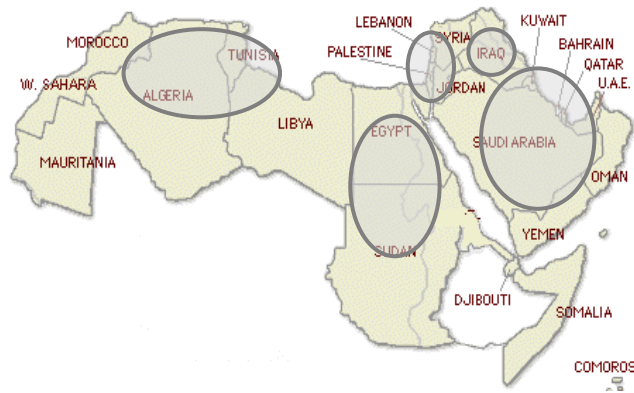 LEBANON
KUWAIT
MOROCCO
SYRIA
TUNISIA
PALESTINE
IRAQ
BAHRAIN
QATAR
W. SAHARA
ALGERIA
JORDAN
U.A.E.
LIBYA
EGYPT
SAUDI ARABIA
MAURITANIA
OMAN
YEMEN
SUDAN
DJIBOUTI
SOMALIA
COMOROS